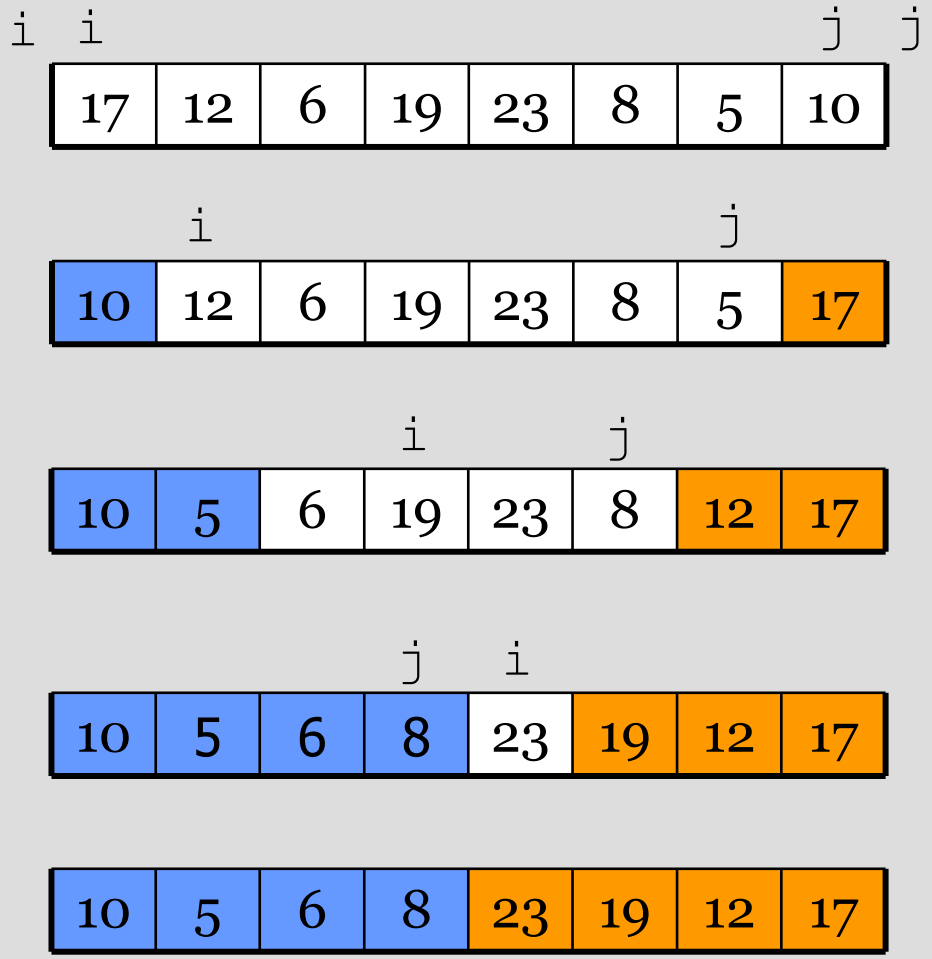 i i j j
17 12 6 19 23 8 5 10
i j
10 12 6 19 23 8 5 17
i j
10 5 6 19 23 8 12 17
j i
10 5 6 8 23 19 12 17
10 5 6 8 23 19 12 17